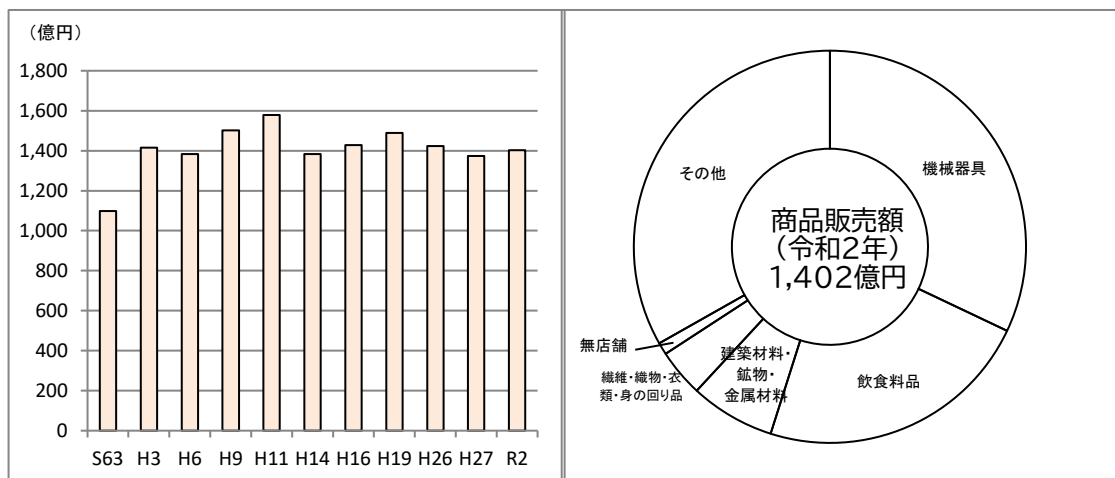 （億円）
1,800
1,600
1,400
1,200
1,000
800
600
400
200
0
S63 H3 H6 H9 H11 H14 H16 H19 H26 H27 R2
その他
機械器具
商品販売額
（令和2年）
1,402億円
無店舗
繊維・織物・衣
類・身の回り品
建築材料・
鉱物・
金属材料
飲食料品